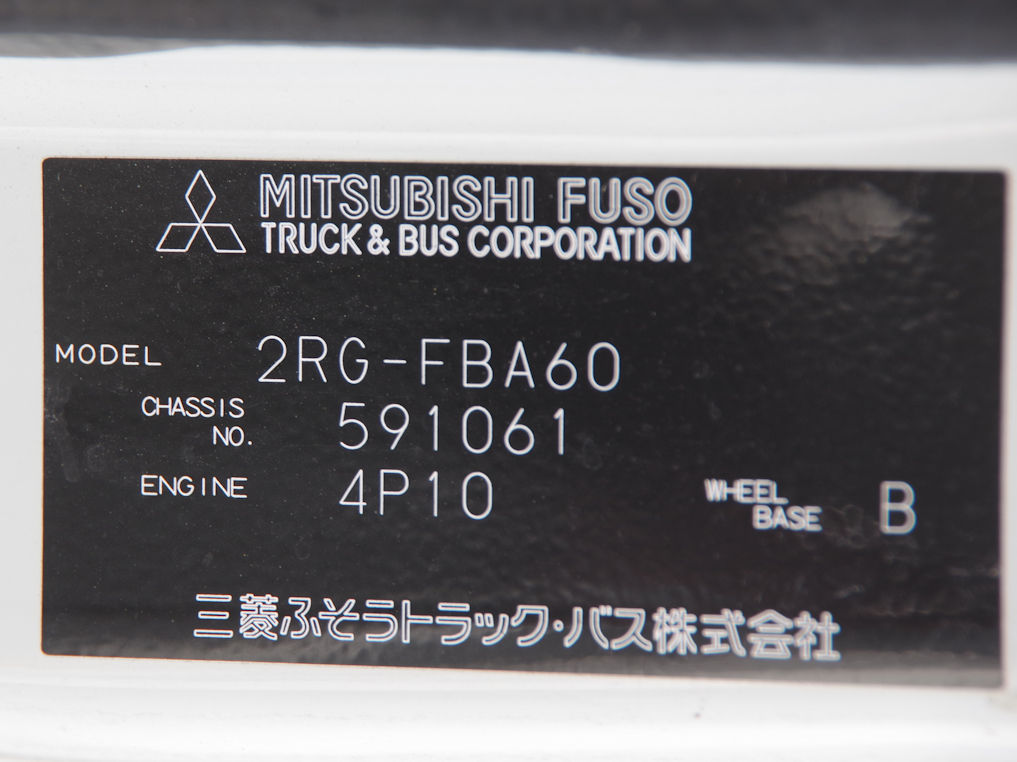 MITSUBISHI FUSO
TRUCK & BUS CORPORATION
MODEL 2RG-FBA60
CHASSIS NO. 591061
ENGINE 4P10 WHEEL BASE B
三菱ふそうトラック・バス株式会社